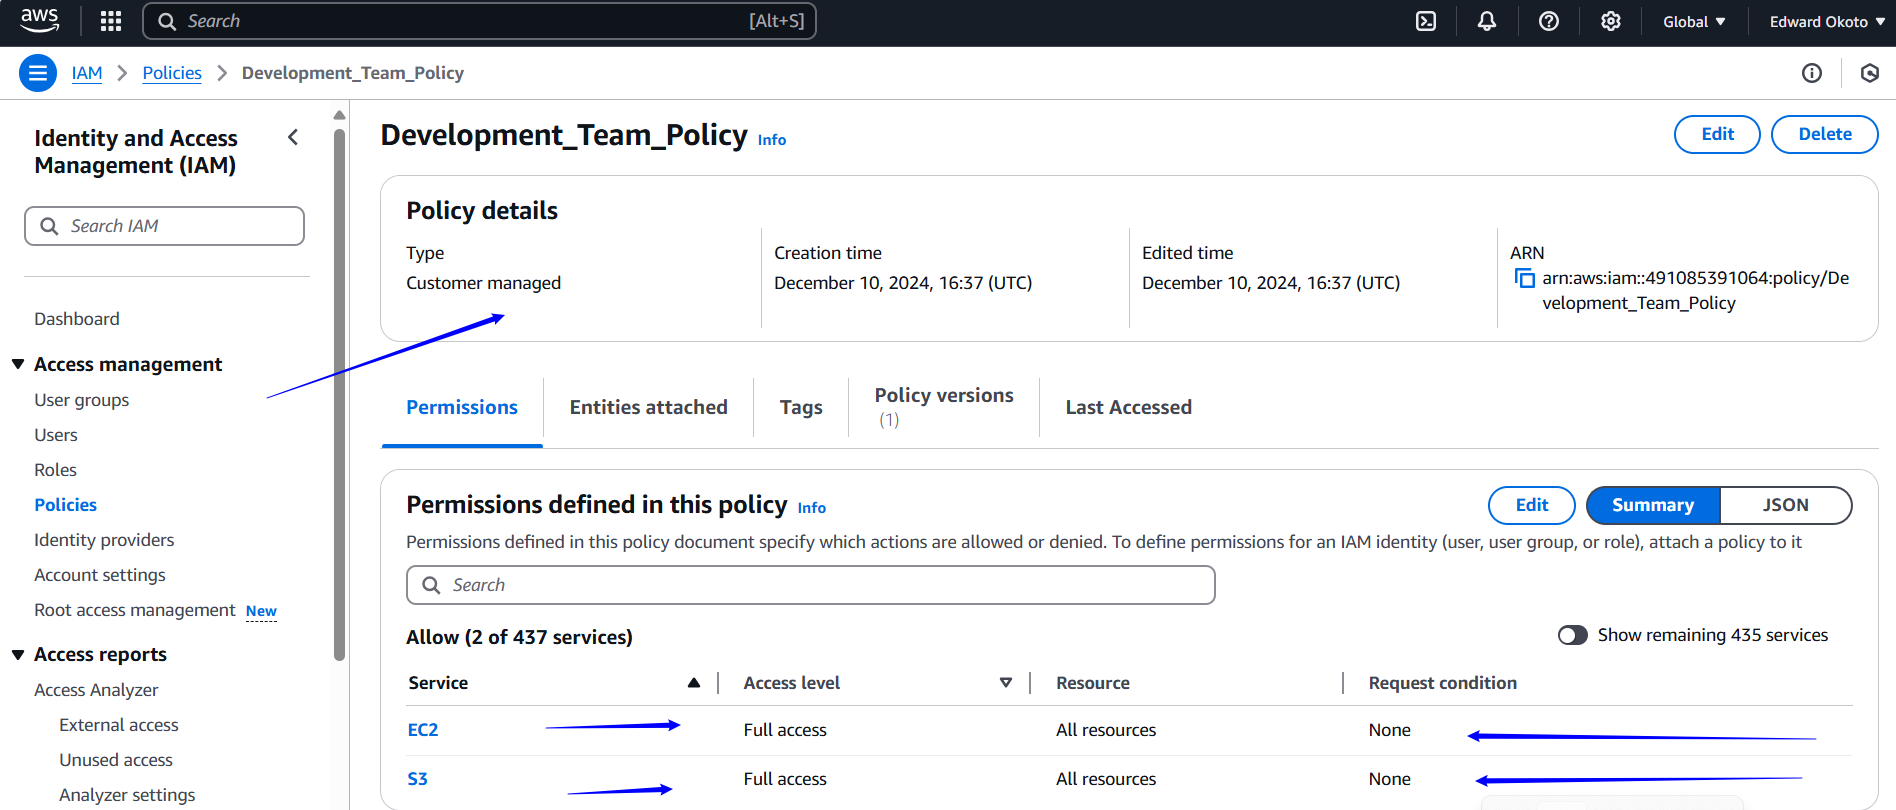 aws
Search [Alt+S]
Global
Edward Okoto
IAM
Policies
Development_Team_Policy
Identity and Access
Management (IAM)
Search IAM
Dashboard
Access management
User groups
Users
Roles
Policies
Identity providers
Account settings
Root access management New
Access reports
Access Analyzer
External access
Unused access
Analyzer settings
Development_Team_Policy Info
Edit
Delete
Policy details
Type
Customer managed
Creation time
December 10, 2024, 16:37 (UTC)
Edited time
December 10, 2024, 16:37 (UTC)
ARN
arn:aws:iam::491085391064:policy/De
velopment_Team_Policy
Permissions
Entities attached
Tags
Policy versions
(1)
Last Accessed
Permissions defined in this policy Info
Edit
Summary
JSON
Permissions defined in this policy document specify which actions are allowed or denied. To define permissions for an IAM identity (user, user group, or role), attach a policy to it
Search
Allow (2 of 437 services)
Show remaining 435 services
Service Access level Resource Request condition
EC2 Full access All resources None
S3 Full access All resources None